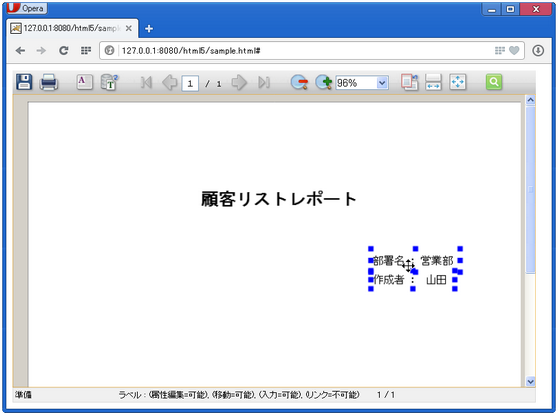 Opera
127.0.0.1:8080/html5/sampl
127.0.0.1:8080/html5/sample.html#
1 / 1
96%
顧客リストレポート
部署名 : 営業部
作成者 : 山田
準備
ラベル : (属性編集=可能), (移動=可能), (入力=可能), (リンク=不可能)
1 / 1